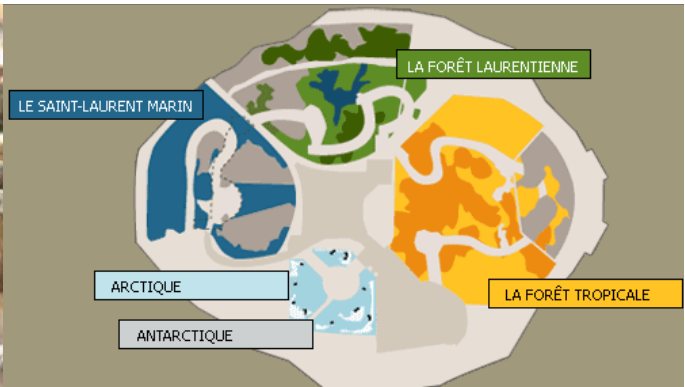 LA FORÊT LAURENTIENNE
LE SAINT-LAURENT MARIN
ARCTIQUE
LA FORÊT TROPICALE
ANTARCTIQUE